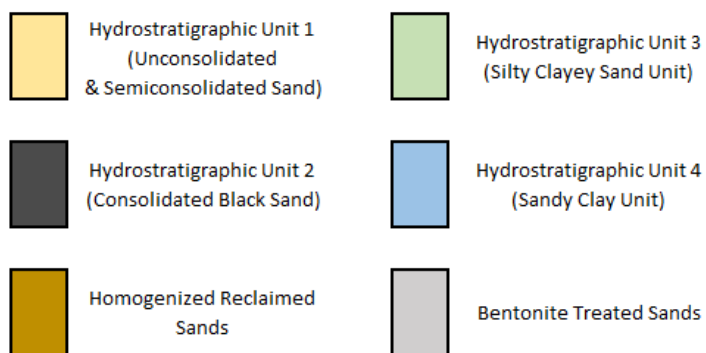 Hydrostratigraphic Unit 1
(Unconsolidated
& Semiconsolidated Sand)
Hydrostratigraphic Unit 3
(Silty Clayey Sand Unit)
Hydrostratigraphic Unit 2
(Consolidated Black Sand)
Hydrostratigraphic Unit 4
(Sandy Clay Unit)
Homogenized Reclaimed
Sands
Bentonite Treated Sands